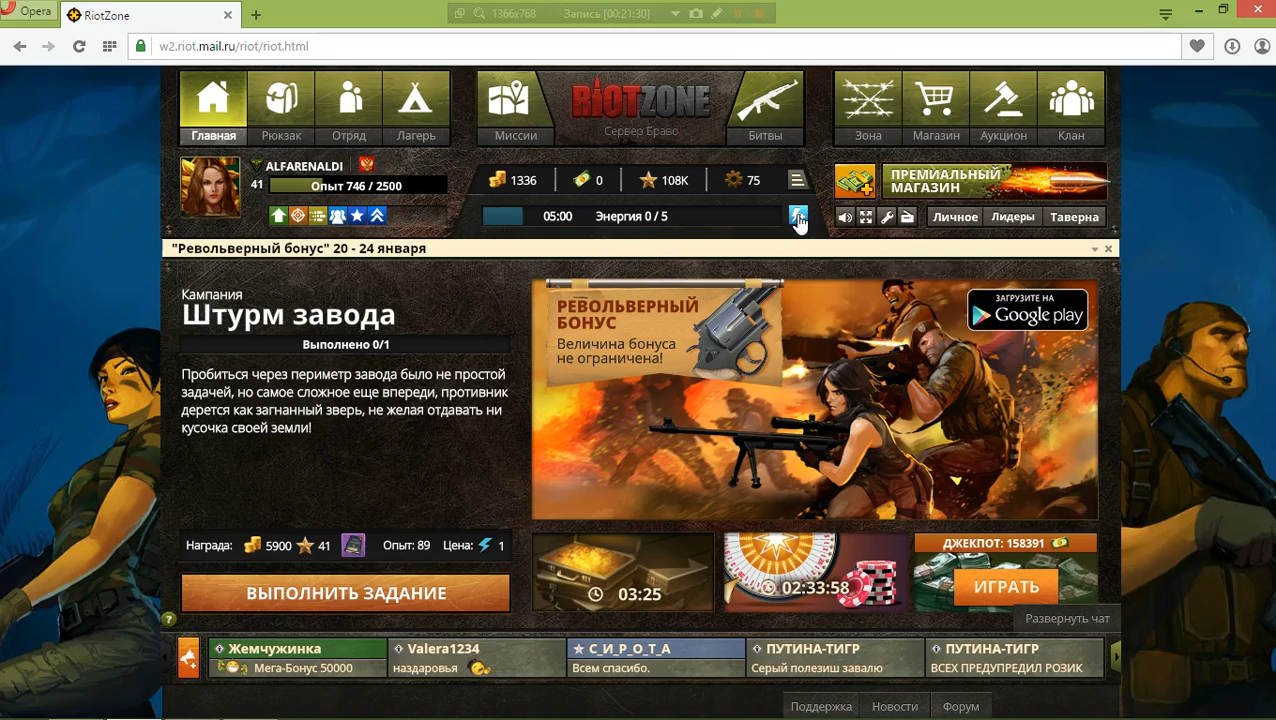 Opera
RiotZone
1366x768
Запись [00:21:30]
w2.riot.mail.ru/riot/riot.html
Главная
Рюкзак
Отряд
Лагерь
Миссии
RIOTZONE
Сервер Браво
Битвы
Зона
Магазин
Аукцион
Клан
ALFARENALDI
41
Опыт 746 / 2500
1336
0
108K
75
05:00
Энергия 0 / 5
ПРЕМИАЛЬНЫЙ
МАГАЗИН
Личное
Лидеры
Таверна
"Револьверный бонус" 20 - 24 января
Кампания
Штурм завода
Выполнено 0/1
Пробиться через периметр завода было не простой
задачей, но самое сложное еще впереди, противник
дерется как загнанный зверь, не желая отдавать ни
кусочка своей земли!
РЕВОЛЬВЕРНЫЙ
БОНУС
Величина бонуса
не ограничена!
ЗАГРУЗИТЕ НА
Google play
Награда:
5900
41
Опыт: 89
Цена:
1
ВЫПОЛНИТЬ ЗАДАНИЕ
03:25
02:33:58
ДЖЕКПОТ: 158391
ИГРАТЬ
Развернуть чат
?
Жемчужинка
Мега-Бонус 50000
Valera1234
наздаровья
С_И_Р_О_Т_А
Всем спасибо.
ПУТИНА-ТИГР
Серый полезиш завалю
ПУТИНА-ТИГР
ВСЕХ ПРЕДУПРЕДИЛ РОЗИК
Поддержка
Новости
Форум